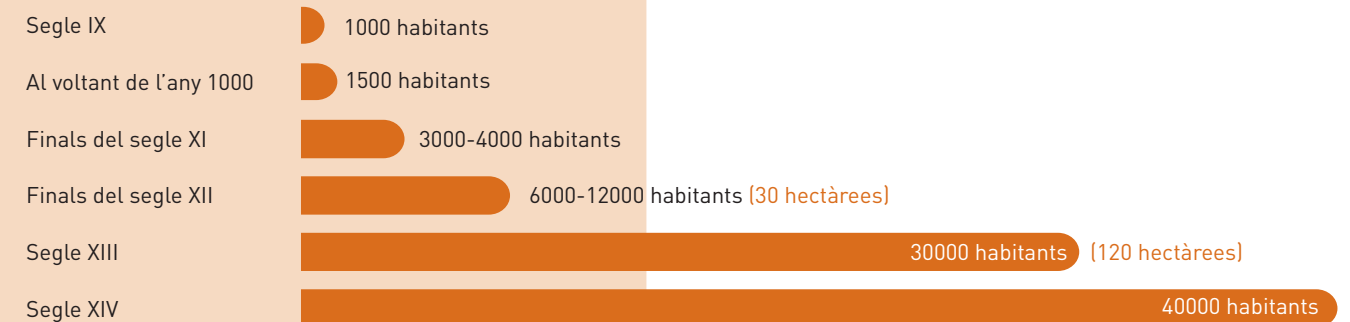 Segle IX 1000 habitants
Al voltant de l'any 1000 1500 habitants
Finals del segle XI 3000-4000 habitants
Finals del segle XII 6000-12000 habitants (30 hectàrees)
Segle XIII 30000 habitants (120 hectàrees)
Segle XIV 40000 habitants